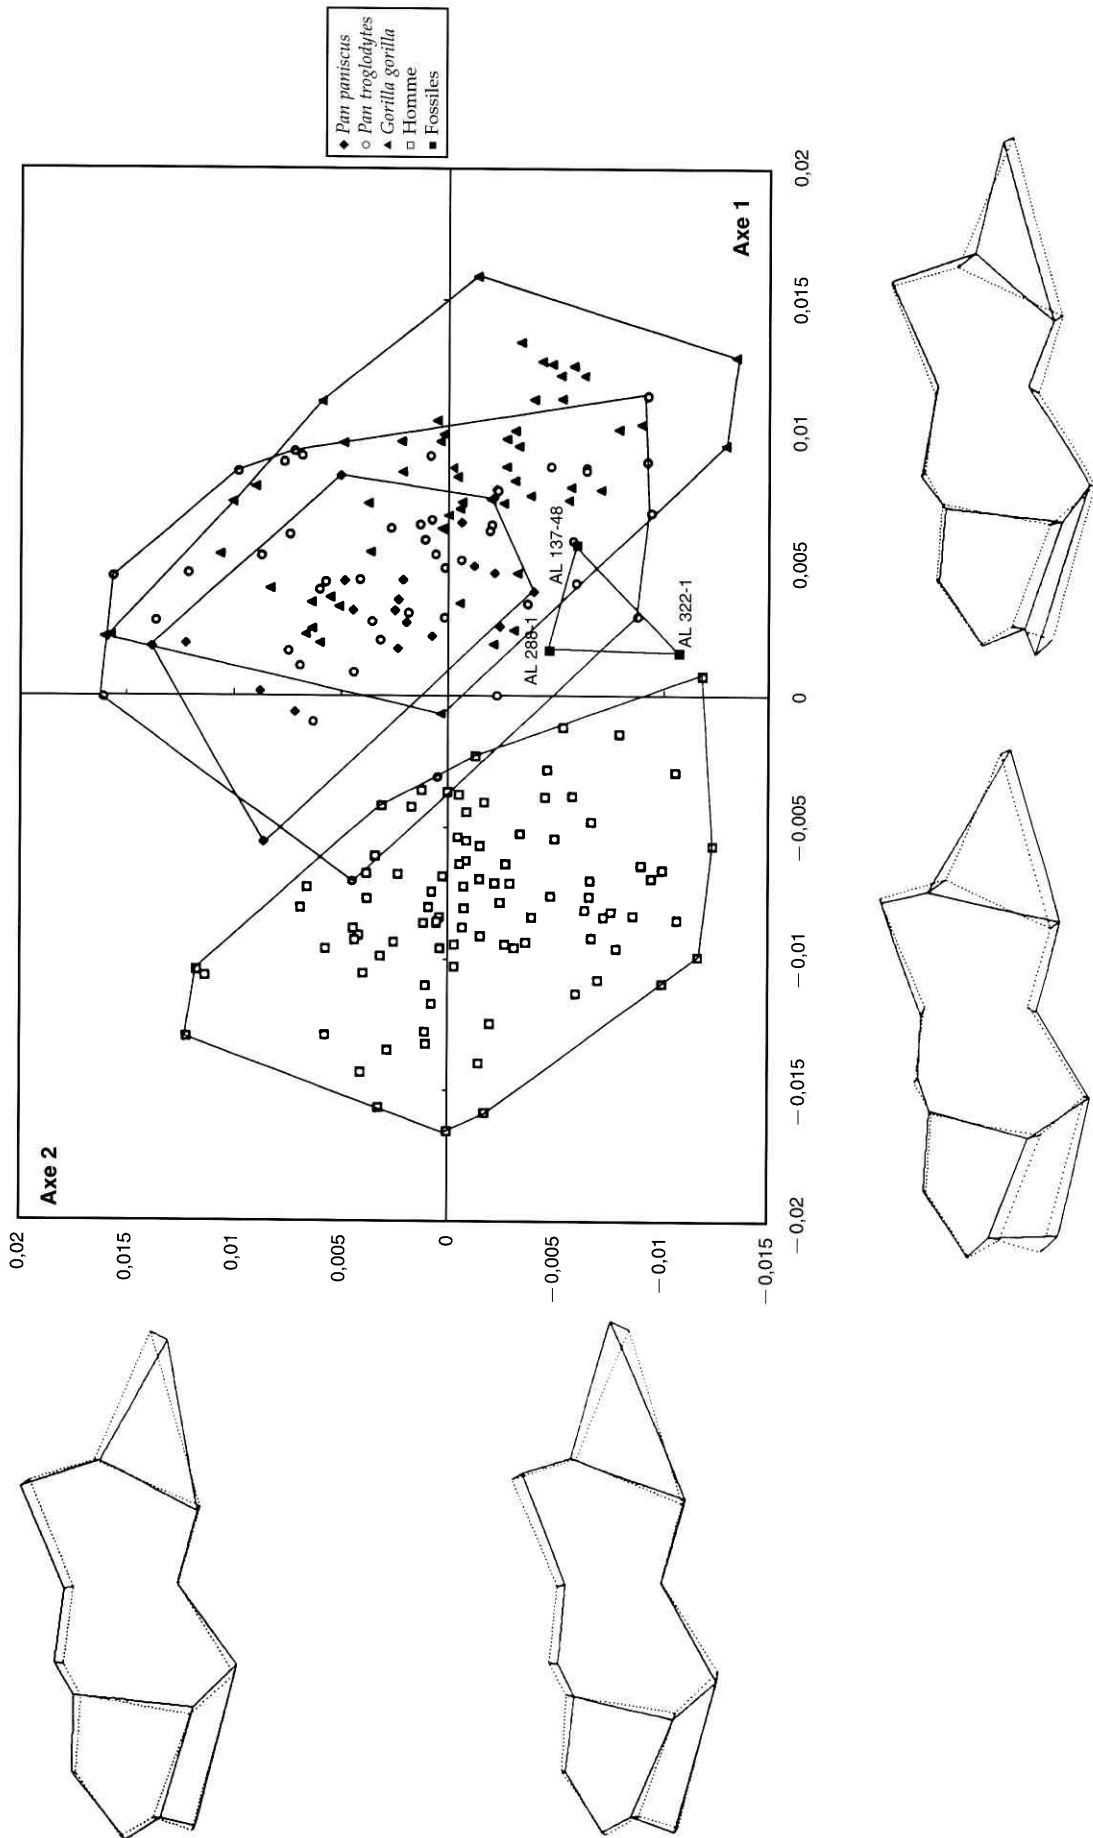 Axe 2
0,02
0,015
0,01
0,005
0
−0,005
−0,01
−0,015
−0,02
−0,015
−0,01
−0,005
0
0,005
0,01
0,015
0,02
Axe 1
AL 288-1
AL 137-48
AL 322-1
Pan paniscus
Pan troglodytes
Gorilla gorilla
Homme
Fossiles